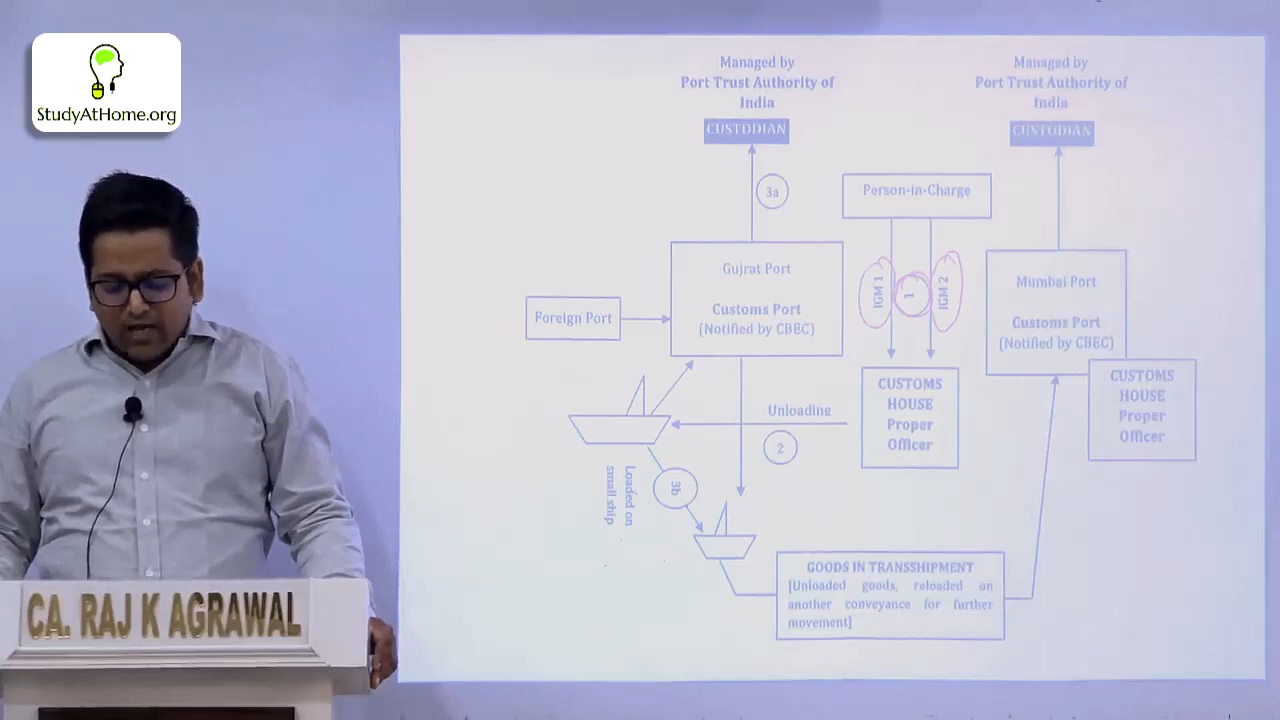 StudyAtHome.org
Managed by
Port Trust Authority of
India
CUSTODIAN
Managed by
Port Trust Authority of
India
CUSTODIAN
3a
Person-in-Charge
Gujrat Port
Customs Port
(Notified by CBEC)
IGM 1
1
IGM 2
Mumbai Port
Customs Port
(Notified by CBEC)
Foreign Port
CUSTOMS
HOUSE
Proper
Officer
CUSTOMS
HOUSE
Proper
Officer
Unloading
2
Loaded on
small ship
3b
GOODS IN TRANSSHIPMENT
[Unloaded goods, reloaded on
another conveyance for further
movement]
CA. RAJ K AGRAWAL